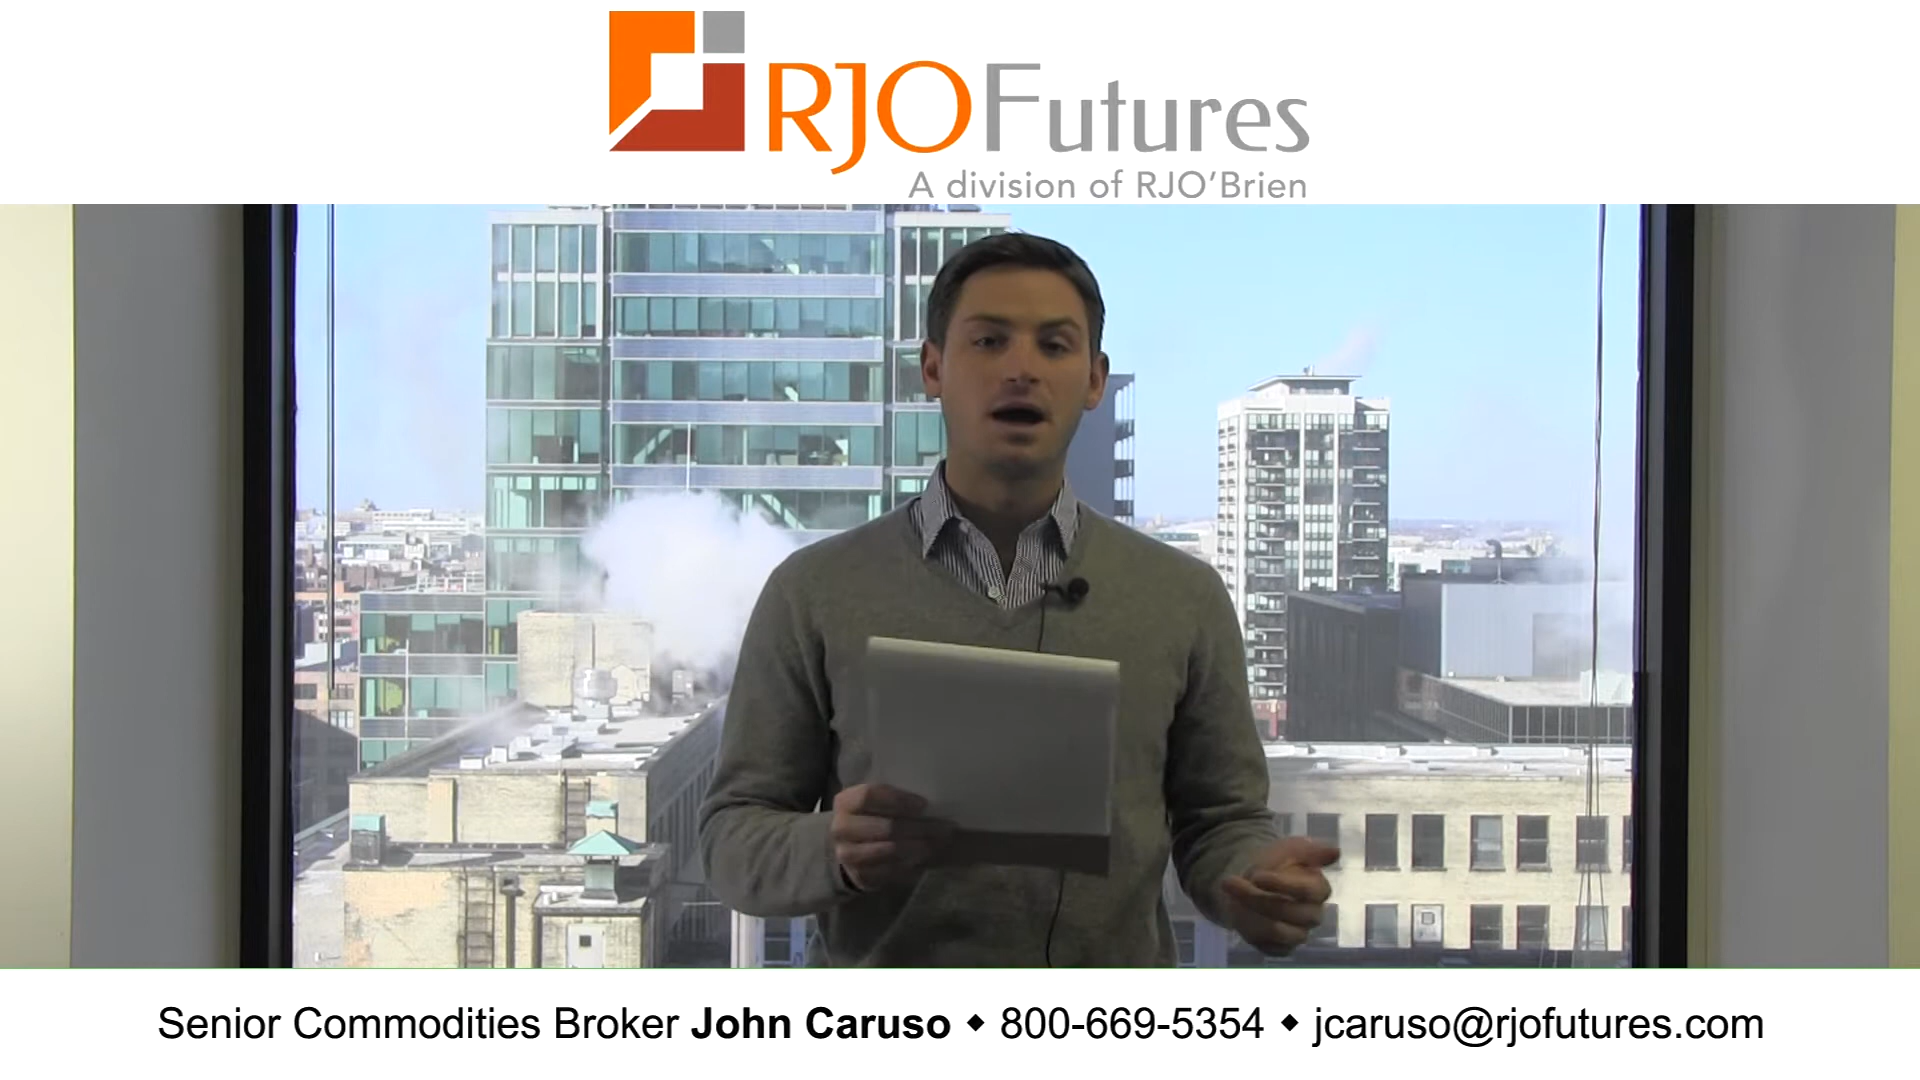 RJOFutures
A division of RJO'Brien
Senior Commodities Broker John Caruso ◆ 800-669-5354 ◆ jcaruso@rjofutures.com